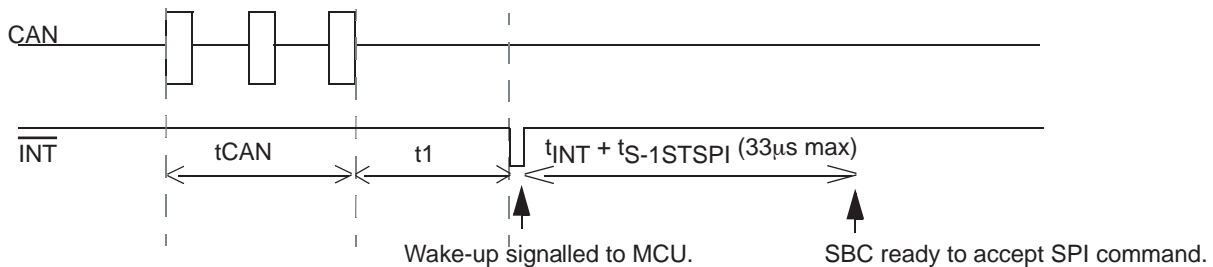 CAN
INT
tCAN
t1
tINT + tS-1STSPI (33μs max)
Wake-up signalled to MCU.
SBC ready to accept SPI command.